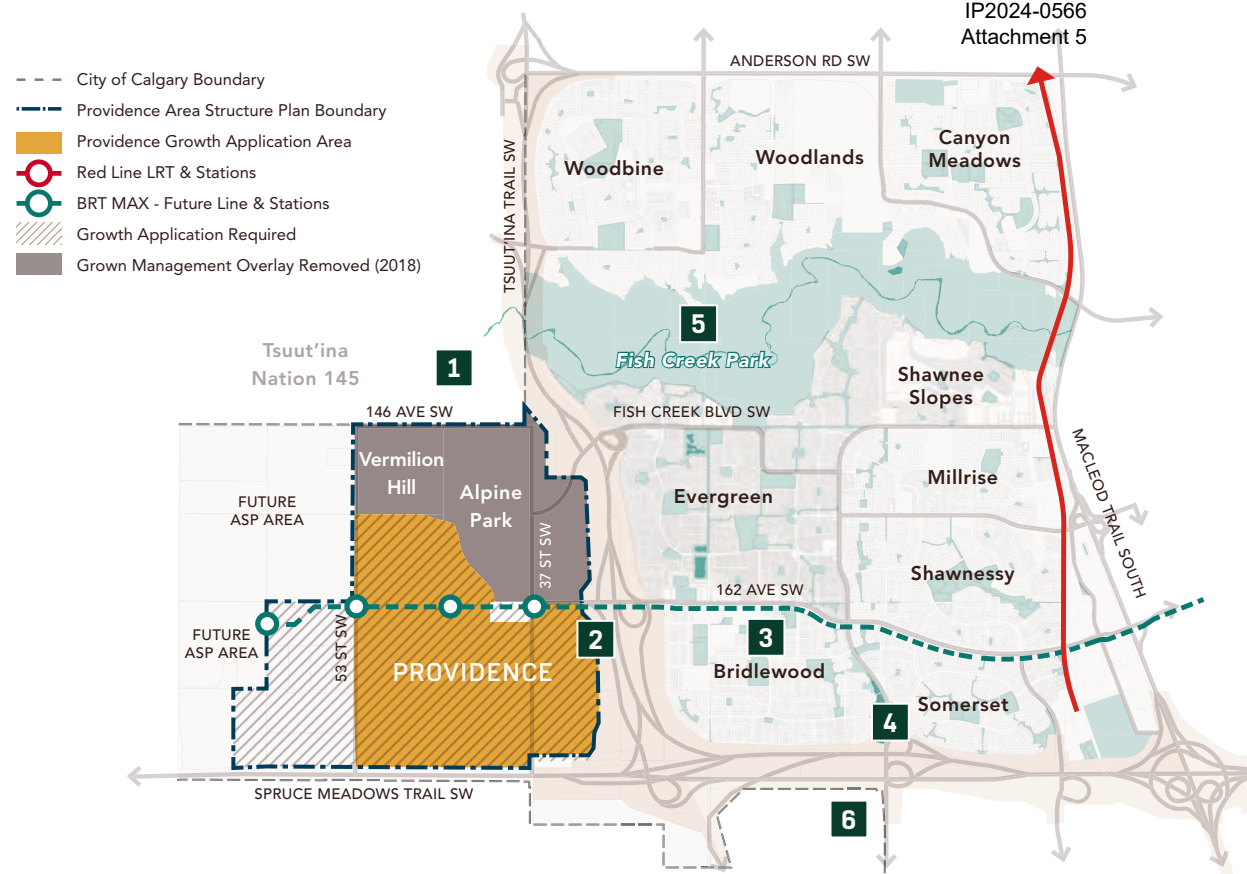 IP2024-0566
Attachment 5
City of Calgary Boundary
Providence Area Structure Plan Boundary
Providence Growth Application Area
Red Line LRT & Stations
BRT MAX - Future Line & Stations
Growth Application Required
Grown Management Overlay Removed (2018)
ANDERSON RD SW
TSUUT'INA TRAIL SW
Woodbine
Woodlands
Canyon
Meadows
5
Fish Creek Park
Tsuut'ina
Nation 145
1
Shawnee
Slopes
146 AVE SW
FISH CREEK BLVD SW
MACLEOD TRAIL SOUTH
Vermilion
Hill
Alpine
Park
Millrise
Evergreen
FUTURE
ASP AREA
37 ST SW
Shawnessy
162 AVE SW
FUTURE
ASP AREA
53 ST SW
2
3
PROVIDENCE
Bridlewood
Somerset
4
SPRUCE MEADOWS TRAIL SW
6